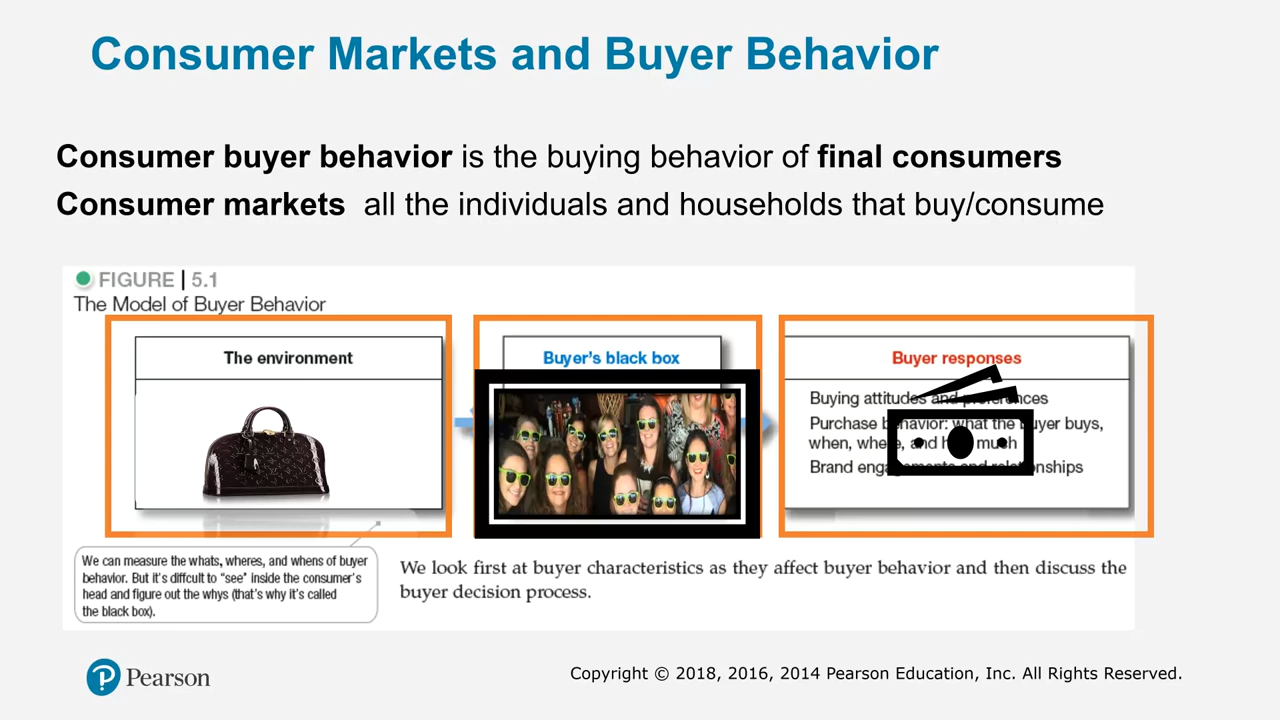 Consumer Markets and Buyer Behavior
Consumer buyer behavior is the buying behavior of final consumers
Consumer markets all the individuals and households that buy/consume
FIGURE | 5.1
The Model of Buyer Behavior
The environment
Buyer's black box
Buyer responses
Buying attitudes and preferences
Purchase behavior: what the buyer buys,
when, where, and how much
Brand engagements and relationships
We can measure the whats, wheres, and whens of buyer
behavior. But it's diffcult to "see" inside the consumer's
head and figure out the whys (that's why it's called
the black box).
We look first at buyer characteristics as they affect buyer behavior and then discuss the
buyer decision process.
P Pearson
Copyright © 2018, 2016, 2014 Pearson Education, Inc. All Rights Reserved.